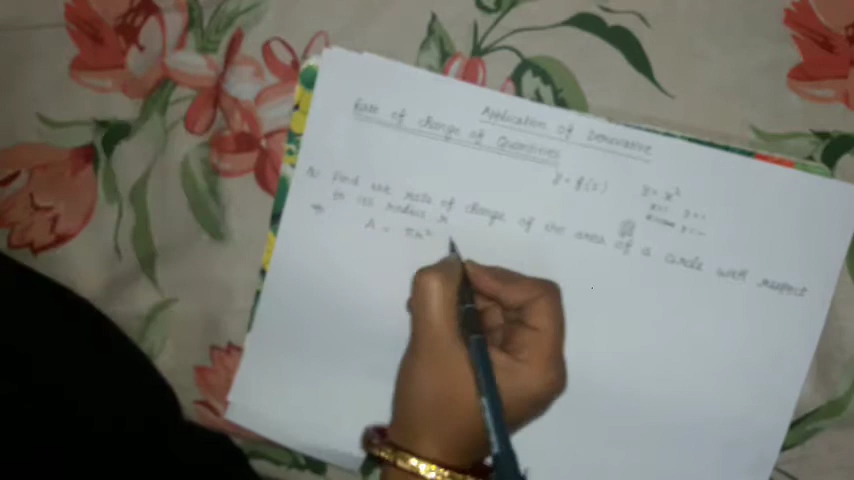 Application of Derivative
Rate of change of Quantities
y = f(x)
y = x²
Q. Find the rate of change of the area of a circle with respect
to its radius r
⇒ A = πr²